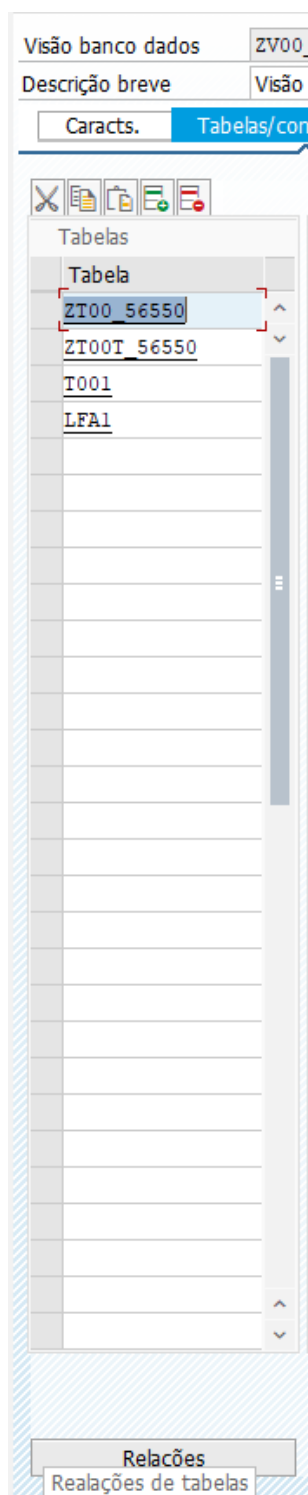 Visão banco dados ZV00_
Descrição breve Visão
Caracts. Tabelas/con
Tabelas
Tabela
ZT00_56550
ZT00T_56550
T001
LFA1
Relações
Realações de tabelas